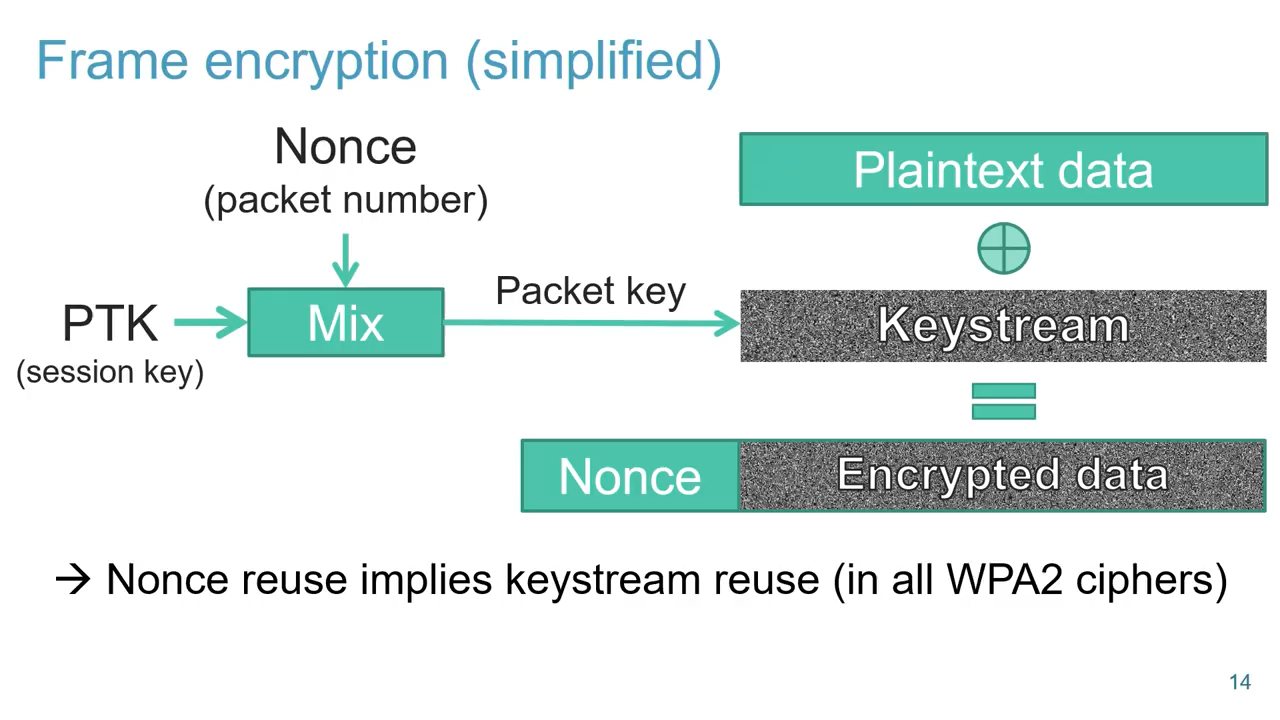 Frame encryption (simplified)
Nonce
(packet number)
Plaintext data
PTK
(session key)
Mix
Packet key
Keystream
Nonce
Encrypted data
→ Nonce reuse implies keystream reuse (in all WPA2 ciphers)
14